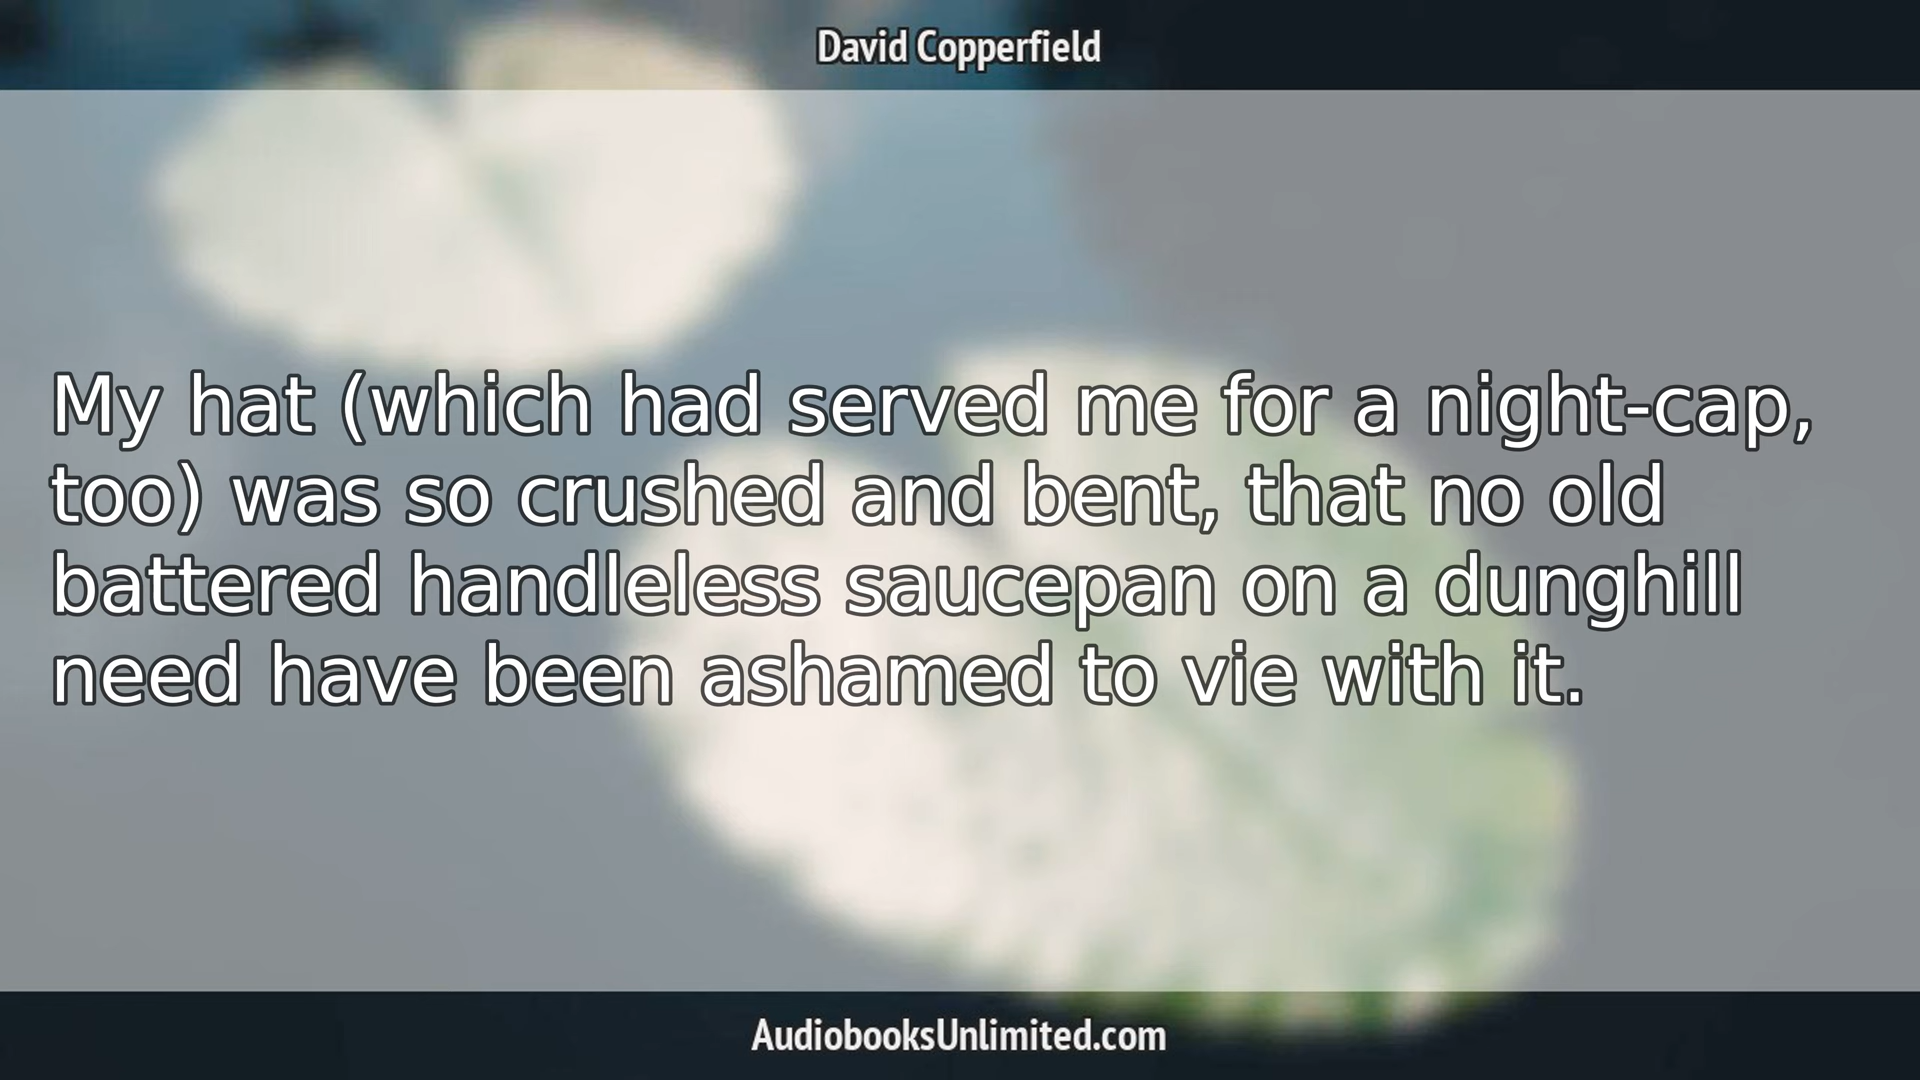 David Copperfield
My hat (which had served me for a night-cap,
too) was so crushed and bent, that no old
battered handleless saucepan on a dunghill
need have been ashamed to vie with it.
AudiobooksUnlimited.com